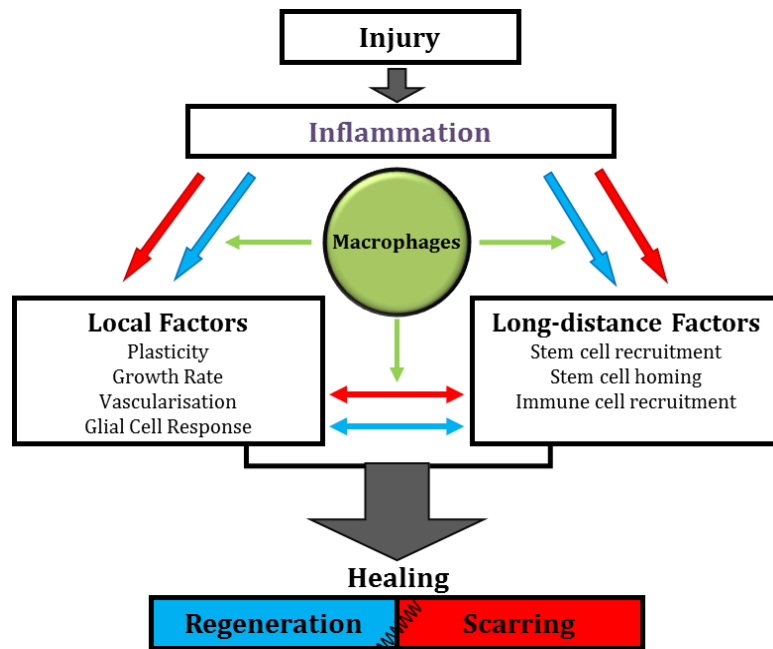 Injury
Inflammation
Macrophages
Local Factors
Plasticity
Growth Rate
Vascularisation
Glial Cell Response
Long-distance Factors
Stem cell recruitment
Stem cell homing
Immune cell recruitment
Healing
Regeneration
Scarring